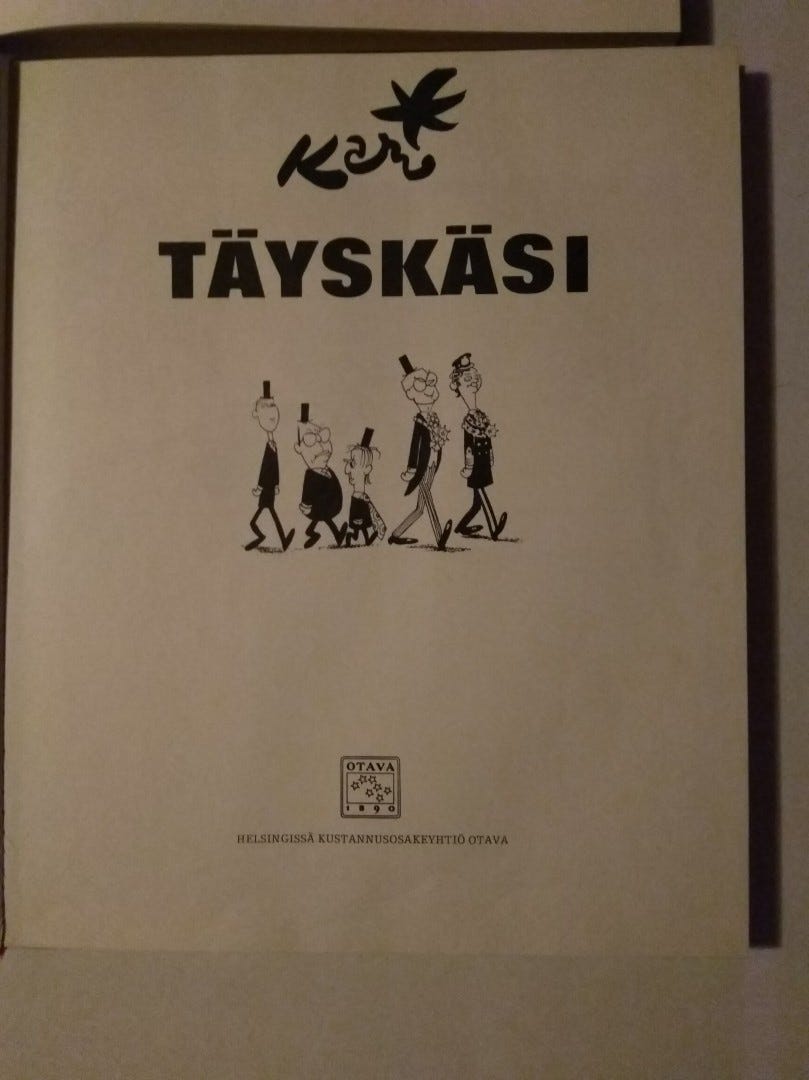 Kari
TÄYSKÄSI
OTAVA
1890
HELSINGISSÄ KUSTANNUSOSAKEYHTIÖ OTAVA